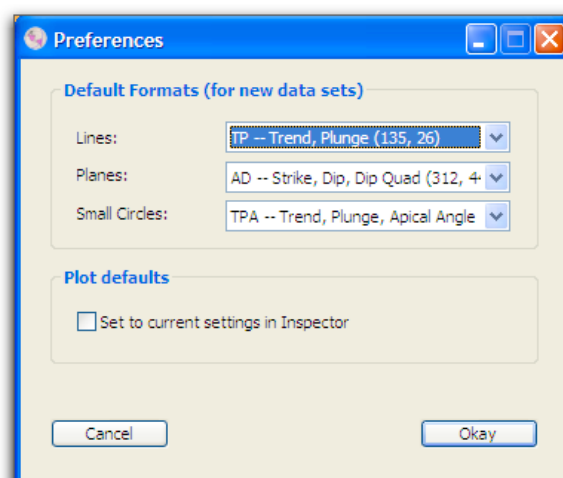 Preferences
Default Formats (for new data sets)
Lines:
TP -- Trend, Plunge (135, 26)
Planes:
AD -- Strike, Dip, Dip Quad (312, 4
Small Circles:
TPA -- Trend, Plunge, Apical Angle
Plot defaults
Set to current settings in Inspector
Cancel
Okay